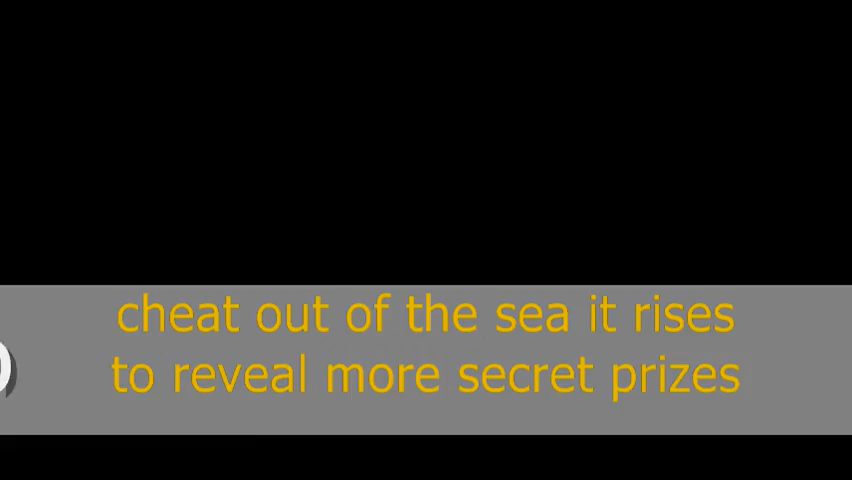 cheat out of the sea it rises
to reveal more secret prizes